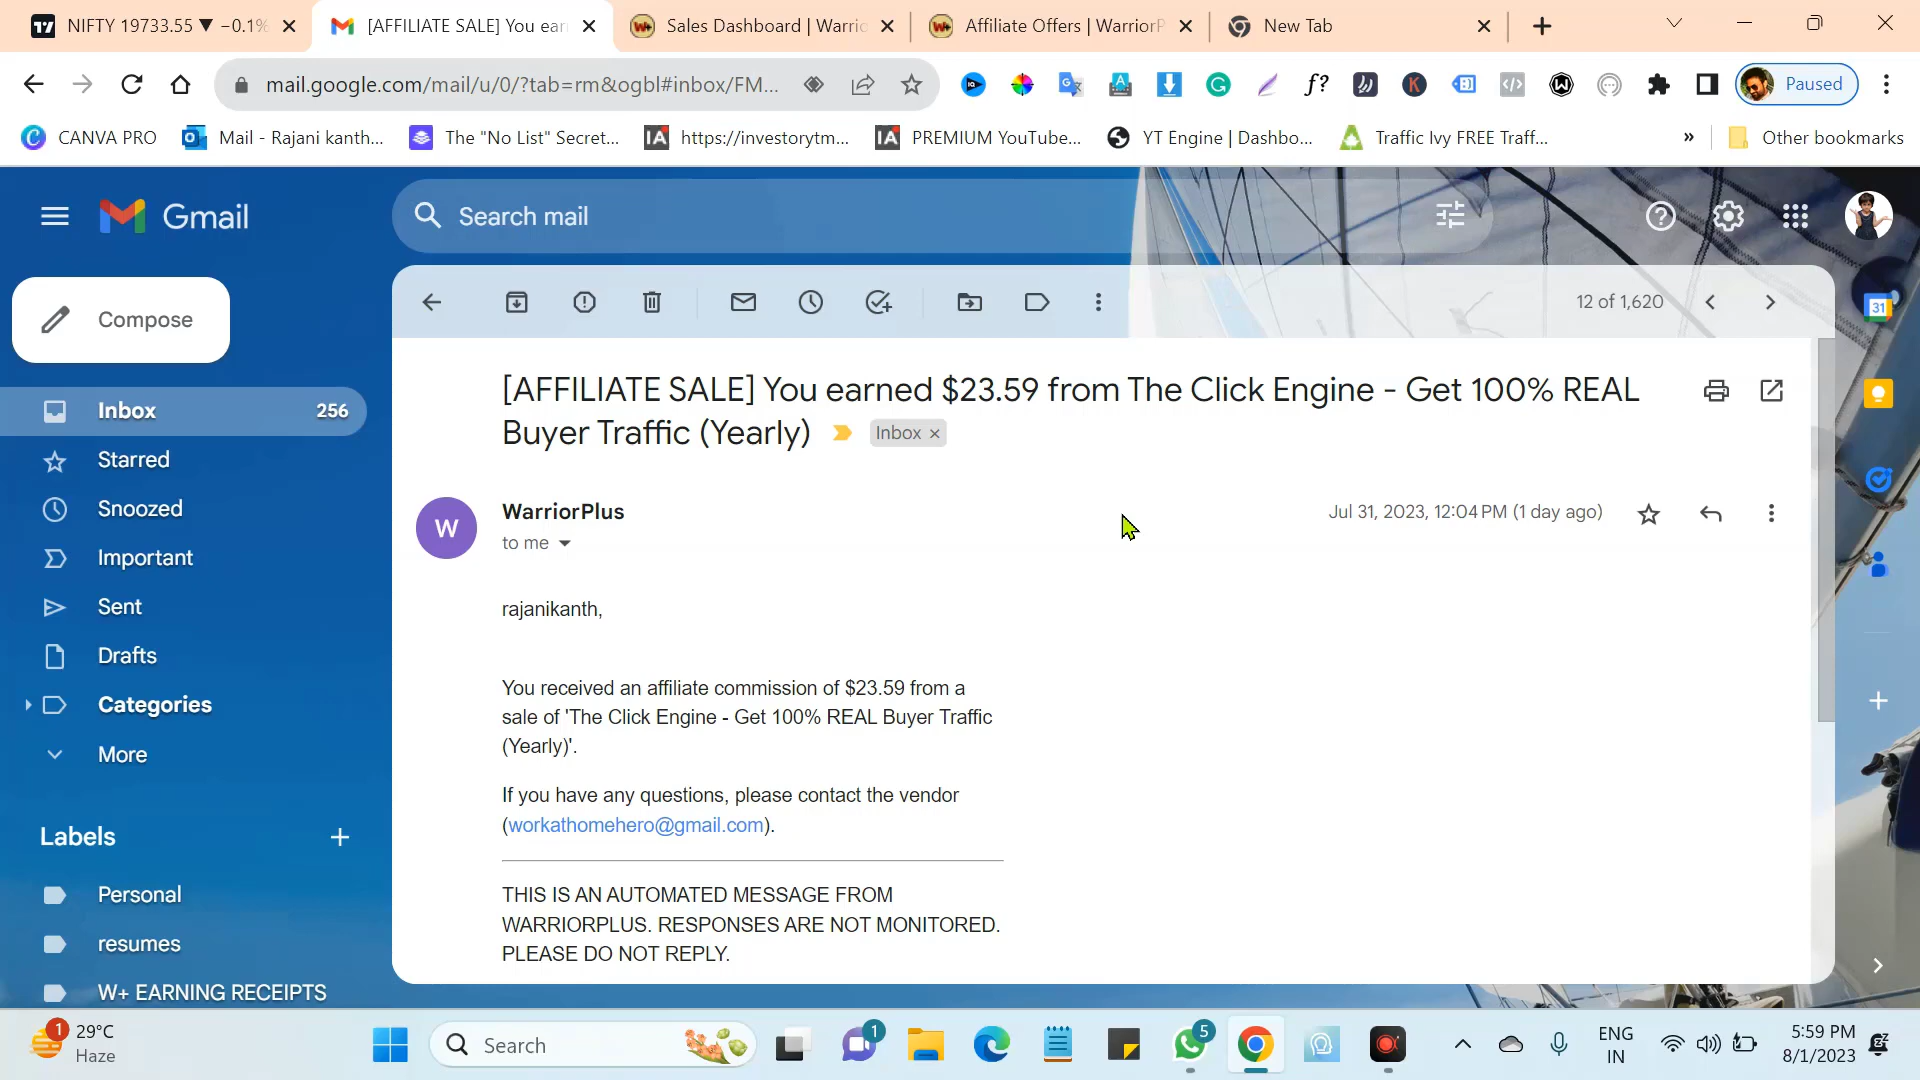 NIFTY 19733.55 ▼ −0.1%
[AFFILIATE SALE] You ear
Sales Dashboard | Warrio
Affiliate Offers | WarriorP
New Tab
mail.google.com/mail/u/0/?tab=rm&ogbl#inbox/FM...
Paused
CANVA PRO
Mail - Rajani kanth...
The "No List" Secret...
https://investorytm...
PREMIUM YouTube...
YT Engine | Dashbo...
Traffic Ivy FREE Traff...
»
Other bookmarks
Gmail
Search mail
Compose
12 of 1,620
Inbox 256
Starred
Snoozed
Important
Sent
Drafts
Categories
More
Labels
Personal
resumes
W+ EARNING RECEIPTS
[AFFILIATE SALE] You earned $23.59 from The Click Engine - Get 100% REAL
Buyer Traffic (Yearly)
Inbox ×
W
WarriorPlus
to me
Jul 31, 2023, 12:04 PM (1 day ago)
rajanikanth,
You received an affiliate commission of $23.59 from a
sale of 'The Click Engine - Get 100% REAL Buyer Traffic
(Yearly)'.
If you have any questions, please contact the vendor
(workathomehero@gmail.com).
THIS IS AN AUTOMATED MESSAGE FROM
WARRIORPLUS. RESPONSES ARE NOT MONITORED.
PLEASE DO NOT REPLY.
31
1
29°C
Haze
Search
1
5
ENG
IN
5:59 PM
8/1/2023